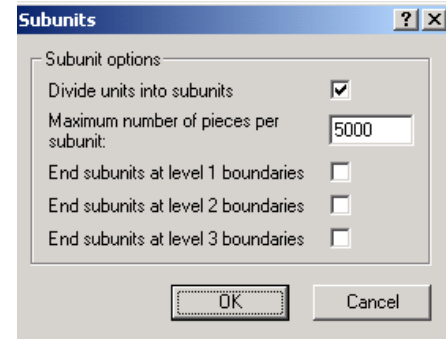 Subunits
Subunit options
Divide units into subunits
Maximum number of pieces per
subunit:
5000
End subunits at level 1 boundaries
End subunits at level 2 boundaries
End subunits at level 3 boundaries
OK
Cancel